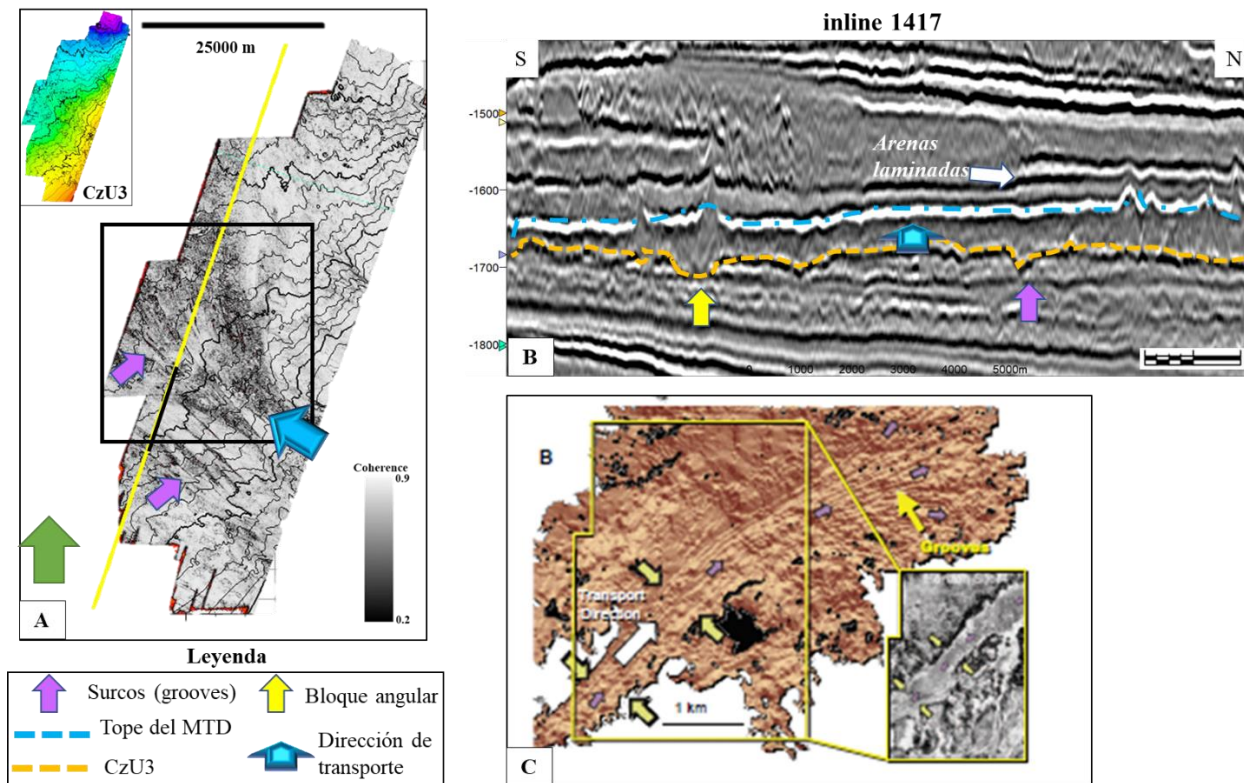 CzU3
25000 m
Coherence
0.9
0.2
A
inline 1417
S
N
-1500
Arenas
laminadas
-1600
-1700
-1800
B
0 1000 2000 3000 4000 5000m
B
Grooves
Transport
Direction
1 km
C
Leyenda
Surcos (grooves)
Bloque angular
Tope del MTD
Dirección de
transporte
CzU3